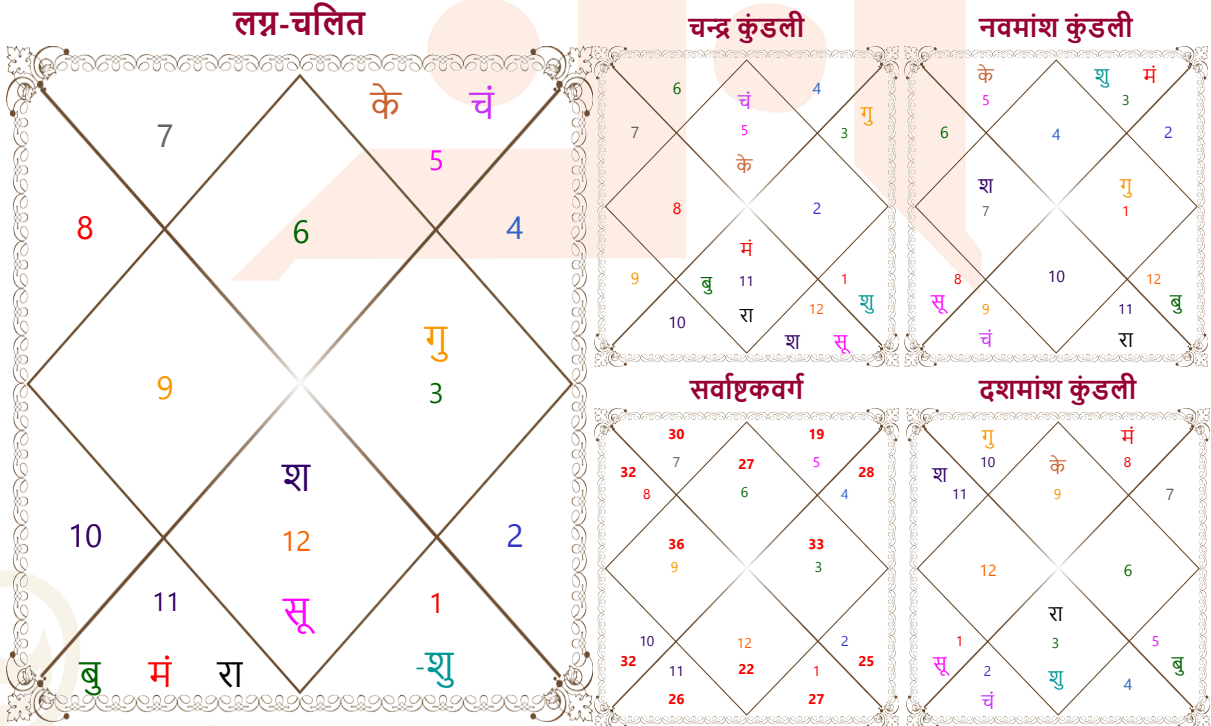 लग्न-चलित
के चं
7
5
8
6
4
गु
9
3
श
10
12
2
11
सू
1
बु मं रा
-शु
चन्द्र कुंडली
6
4
चं
गु
7
5
3
के
8
2
मं
9
बु
11
1
10
रा
12
शु
श सू
नवमांश कुंडली
के
शु मं
5
3
6
4
2
श
गु
7
1
8
10
12
सू
9
11
बु
चं
रा
सर्वाष्टकवर्ग
30
19
7
27
5
32
28
8
6
4
36
33
9
3
10
12
2
32
11
22
1
25
26
27
दशमांश कुंडली
गु
मं
श
10
के
8
11
9
7
12
6
रा
1
3
5
सू
2
शु
4
बु
चं